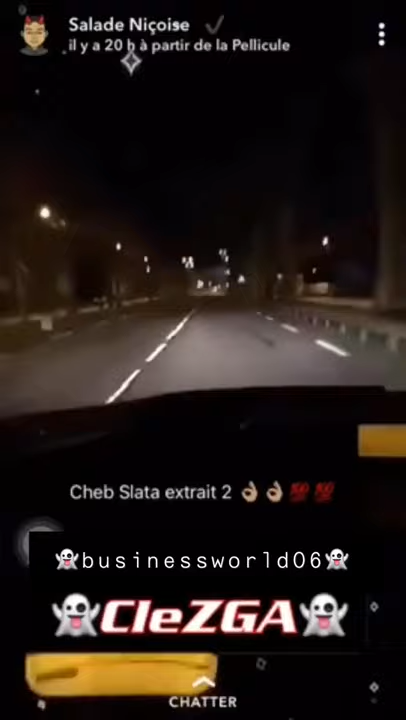 Salade Niçoise ✓
il y a 20 h à partir de la Pellicule
Cheb Slata extrait 2 👌🏼👌🏼💯💯
👻businessworld06👻
👻CleZGA👻
CHATTER